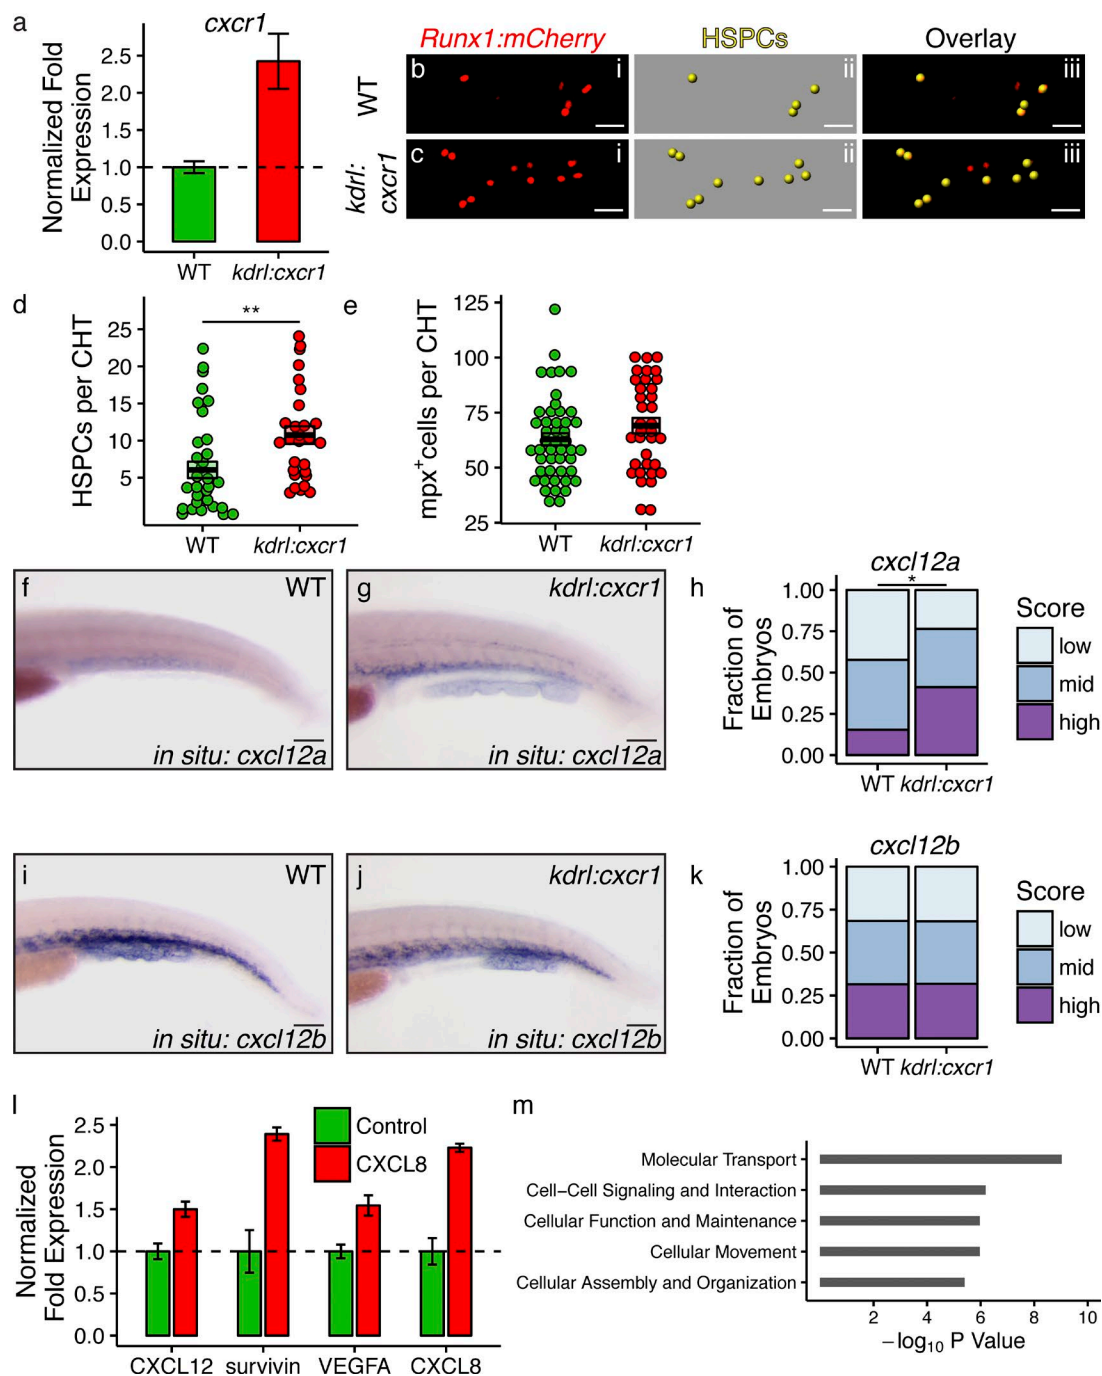 a
cxcr1
Normalized Fold
Expression
2.5
2.0
1.5
1.0
0.5
0.0
WT
kdrl:cxcr1
Runx1:mCherry
HSPCs
Overlay
WT
b
i
ii
iii
kdrl:
cxcr1
c
i
ii
iii
d
HSPCs per CHT
25
20
15
10
5
**
WT
kdrl:cxcr1
e
mpx+cells per CHT
125
100
75
50
25
WT
kdrl:cxcr1
f
WT
in situ: cxcl12a
g
kdrl:cxcr1
in situ: cxcl12a
h
cxcl12a
*
Fraction of
Embryos
1.00
0.75
0.50
0.25
0.00
WT kdrl:cxcr1
Score
low
mid
high
i
WT
in situ: cxcl12b
j
kdrl:cxcr1
in situ: cxcl12b
k
cxcl12b
Fraction of
Embryos
1.00
0.75
0.50
0.25
0.00
WT kdrl:cxcr1
Score
low
mid
high
l
Normalized
Fold Expression
2.5
2.0
1.5
1.0
0.5
0.0
Control
CXCL8
CXCL12 survivin VEGFA CXCL8
m
Molecular Transport
Cell-Cell Signaling and Interaction
Cellular Function and Maintenance
Cellular Movement
Cellular Assembly and Organization
2 4 6 8 10
−log10 P Value